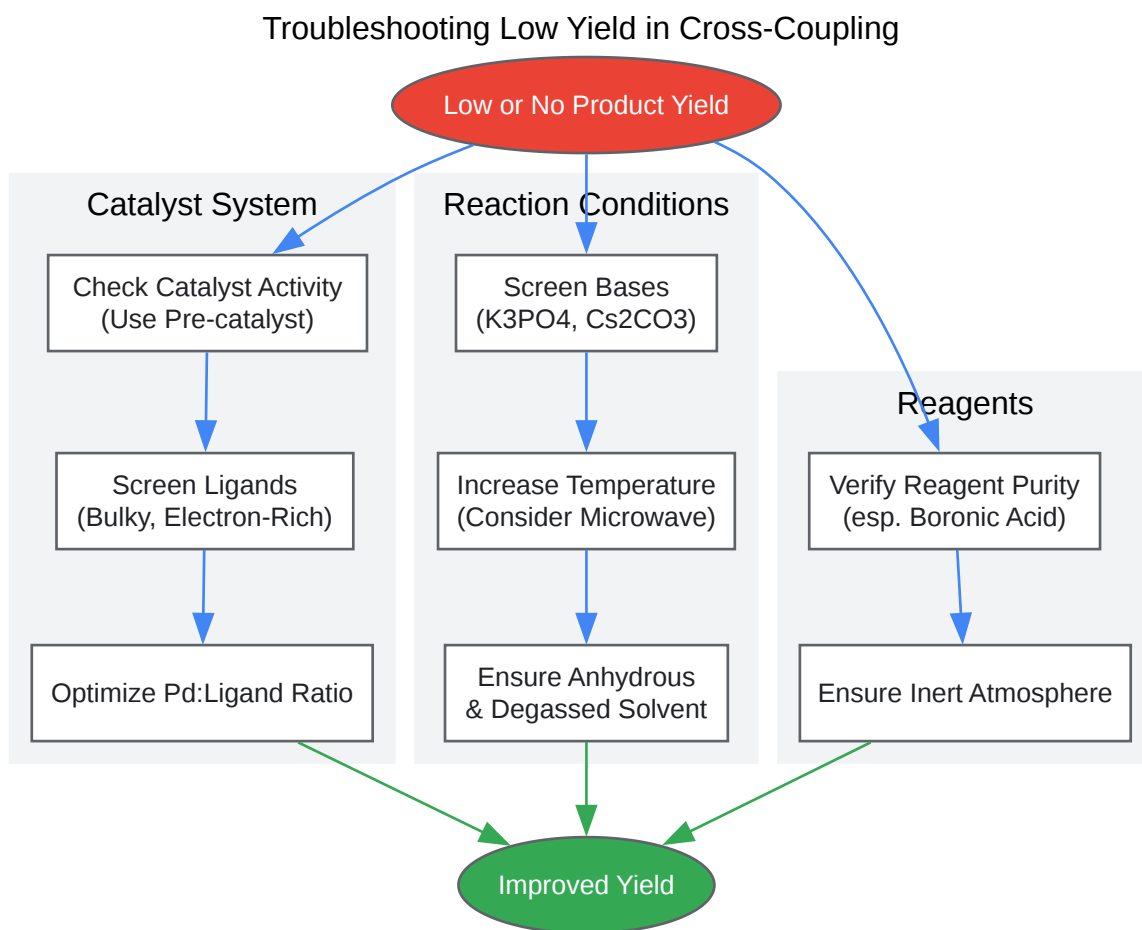 Troubleshooting Low Yield in Cross-Coupling
Low or No Product Yield
Catalyst System
Check Catalyst Activity
(Use Pre-catalyst)
Screen Ligands
(Bulky, Electron-Rich)
Optimize Pd:Ligand Ratio
Reaction Conditions
Screen Bases
(K3PO4, Cs2CO3)
Increase Temperature
(Consider Microwave)
Ensure Anhydrous
& Degassed Solvent
Reagents
Verify Reagent Purity
(esp. Boronic Acid)
Ensure Inert Atmosphere
Improved Yield